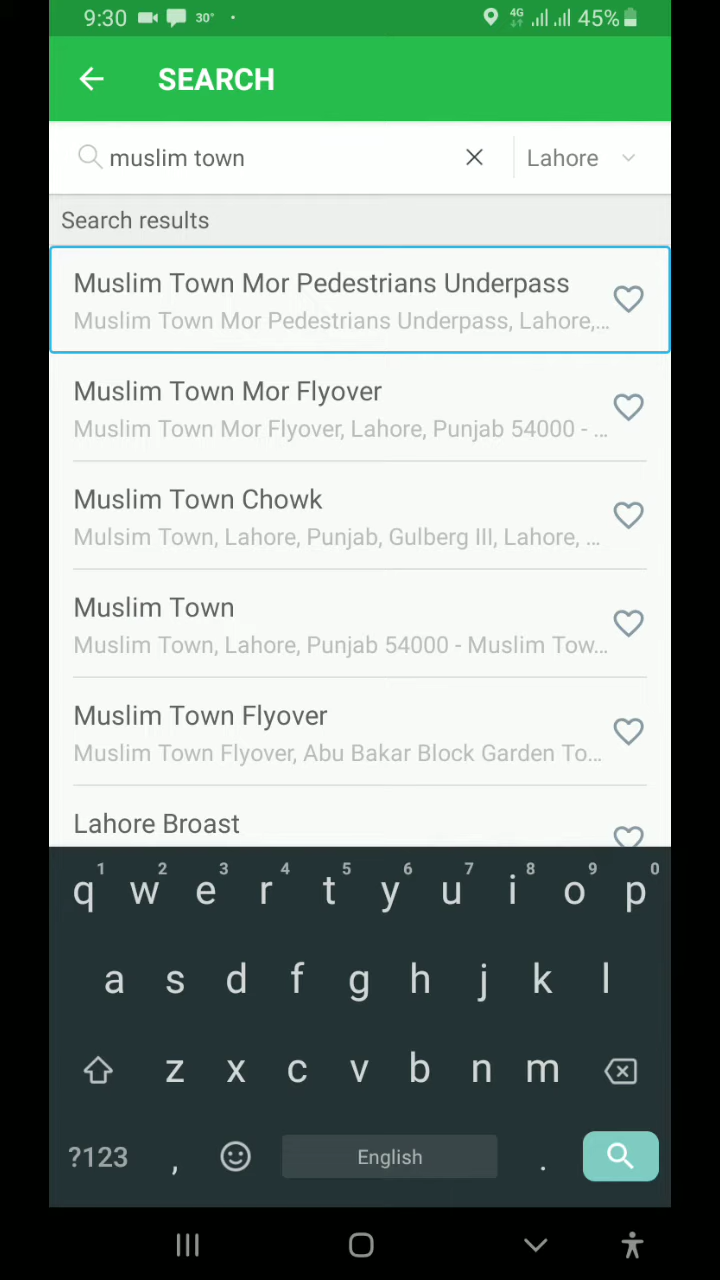 9:30 30° 4G 45%
SEARCH
muslim town Lahore
Search results
Muslim Town Mor Pedestrians Underpass
Muslim Town Mor Pedestrians Underpass, Lahore,...
Muslim Town Mor Flyover
Muslim Town Mor Flyover, Lahore, Punjab 54000 - ...
Muslim Town Chowk
Mulsim Town, Lahore, Punjab, Gulberg III, Lahore, ...
Muslim Town
Muslim Town, Lahore, Punjab 54000 - Muslim Tow...
Muslim Town Flyover
Muslim Town Flyover, Abu Bakar Block Garden To...
Lahore Broast
1 2 3 4 5 6 7 8 9 0
q w e r t y u i o p
a s d f g h j k l
z x c v b n m
?123 , English .